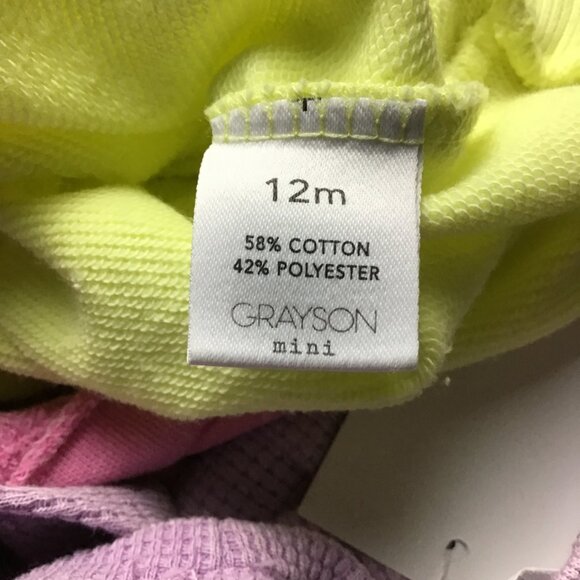 12m
58% COTTON
42% POLYESTER
GRAYSON
mini